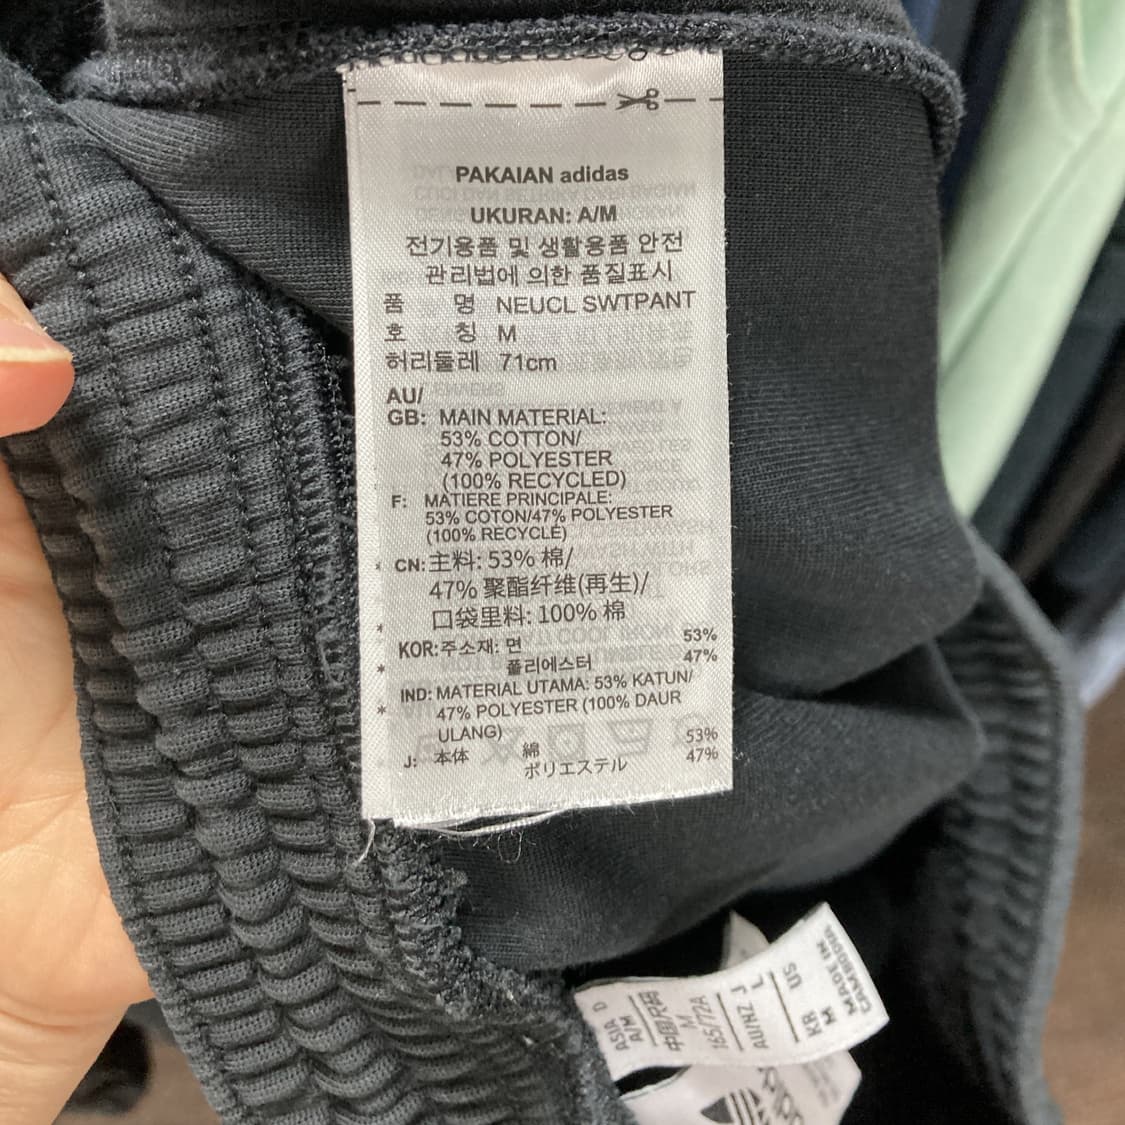 PAKAIAN adidas
UKURAN: A/M
전기용품 및 생활용품 안전
관리법에 의한 품질표시
품 명 NEUCL SWTPANT
호 칭 M
허리둘레 71cm
AU/
GB: MAIN MATERIAL:
53% COTTON/
47% POLYESTER
(100% RECYCLED)
F: MATIERE PRINCIPALE:
53% COTON/47% POLYESTER
(100% RECYCLE)
CN: 主料: 53% 棉/
47% 聚酯纤维(再生)/
口袋里料: 100% 棉
KOR: 주소재: 면 53%
폴리에스터 47%
IND: MATERIAL UTAMA: 53% KATUN/
47% POLYESTER (100% DAUR
ULANG)
J: 本体 綿 53%
ポリエステル 47%
MADE IN
CAMBODIA
US
M
KR
L
AU/NZ J
M
165/72A
中国尺码
A/M
ASIA D
adidas